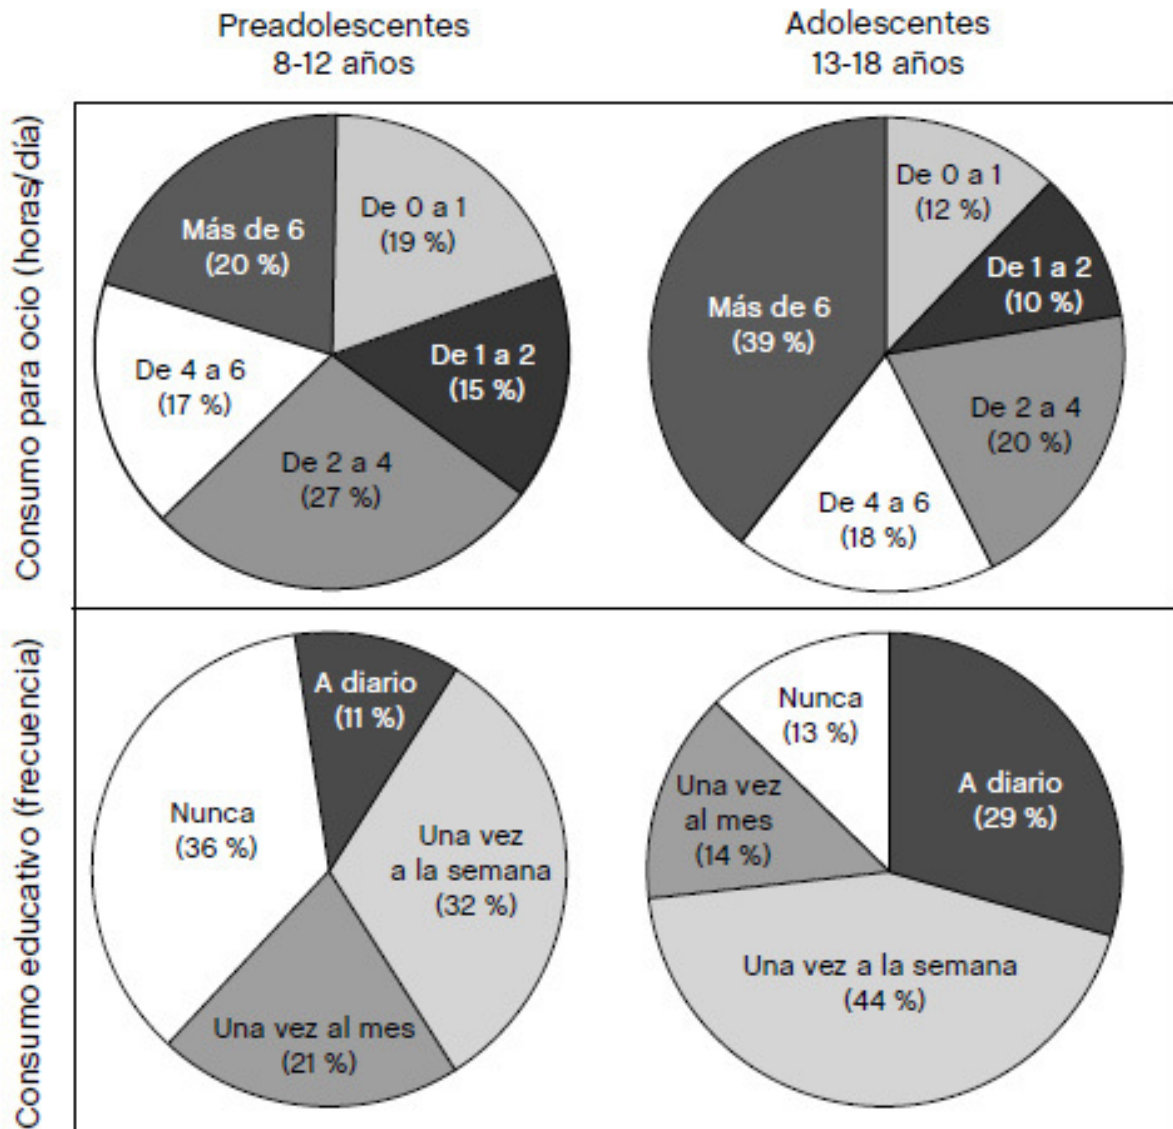 Preadolescentes
8-12 años
Adolescentes
13-18 años
Consumo para ocio (horas/día)
De 0 a 1
(19 %)
De 1 a 2
(15 %)
De 2 a 4
(27 %)
De 4 a 6
(17 %)
Más de 6
(20 %)
De 0 a 1
(12 %)
De 1 a 2
(10 %)
De 2 a 4
(20 %)
De 4 a 6
(18 %)
Más de 6
(39 %)
Consumo educativo (frecuencia)
A diario
(11 %)
Una vez
a la semana
(32 %)
Una vez al mes
(21 %)
Nunca
(36 %)
A diario
(29 %)
Una vez a la semana
(44 %)
Una vez
al mes
(14 %)
Nunca
(13 %)